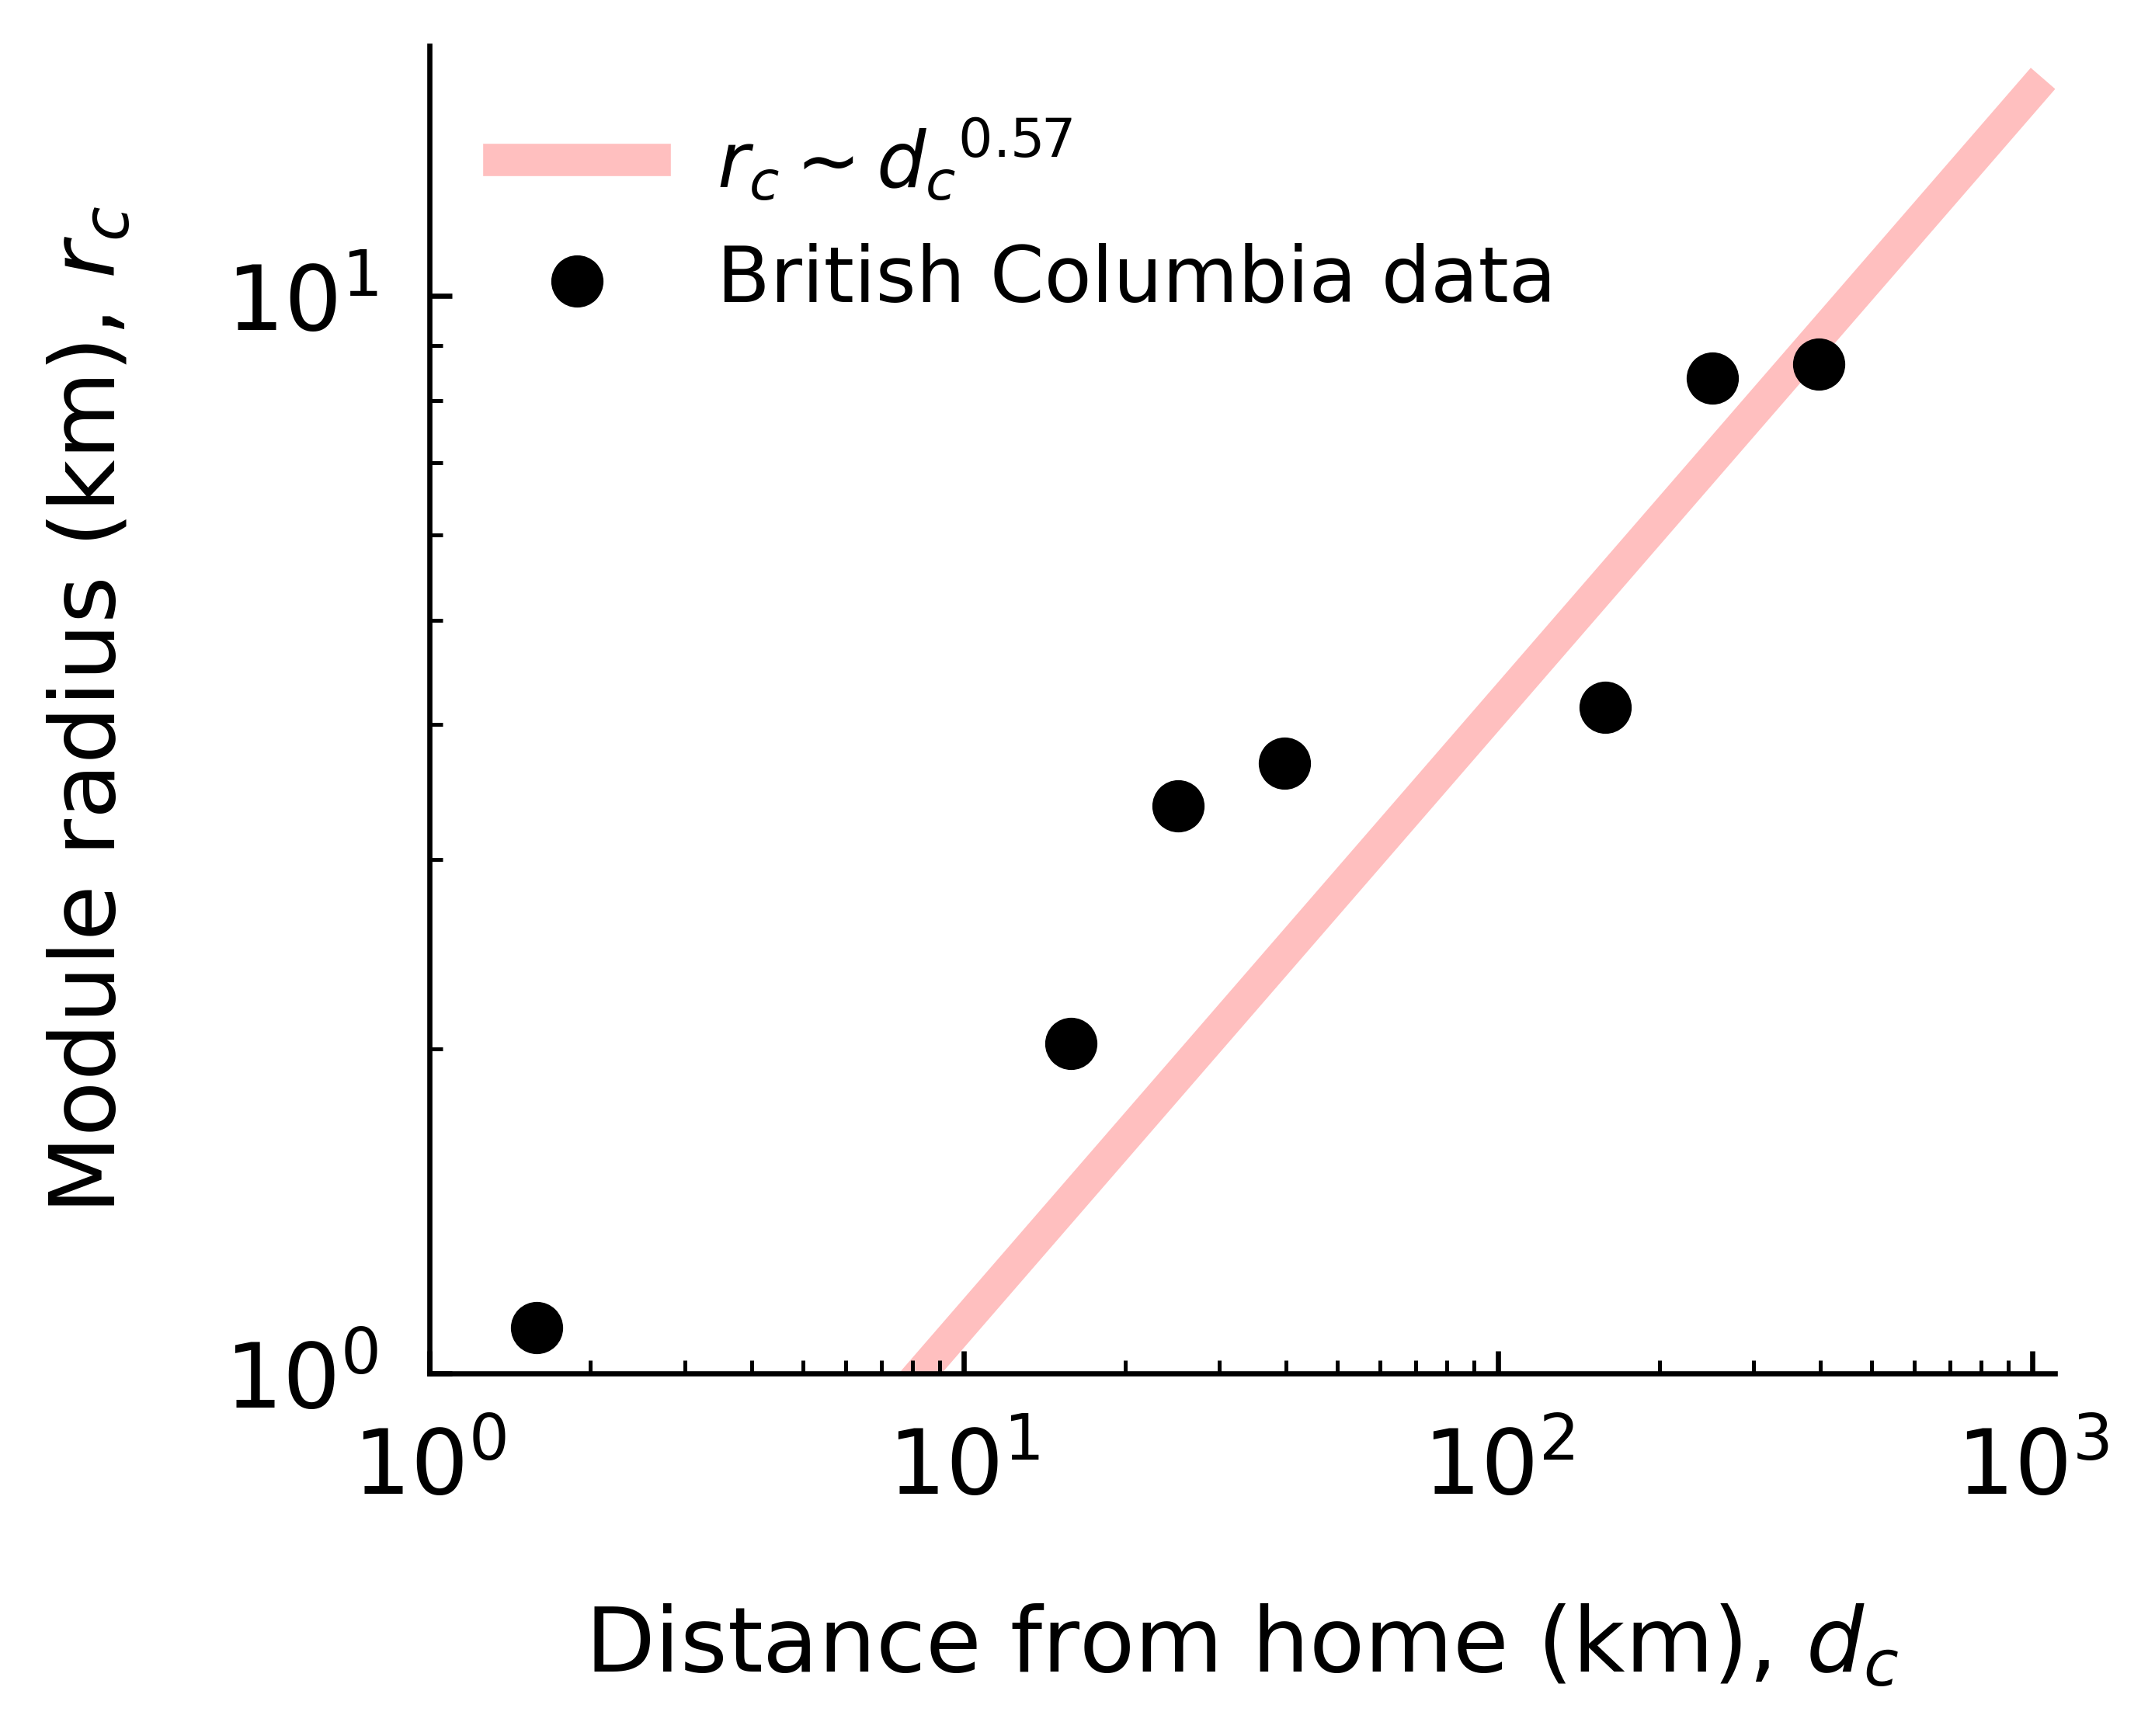 r_c ~ d_c^0.57
British Columbia data
Module radius (km), r_c
10^1
10^0
10^0 10^1 10^2 10^3
Distance from home (km), d_c